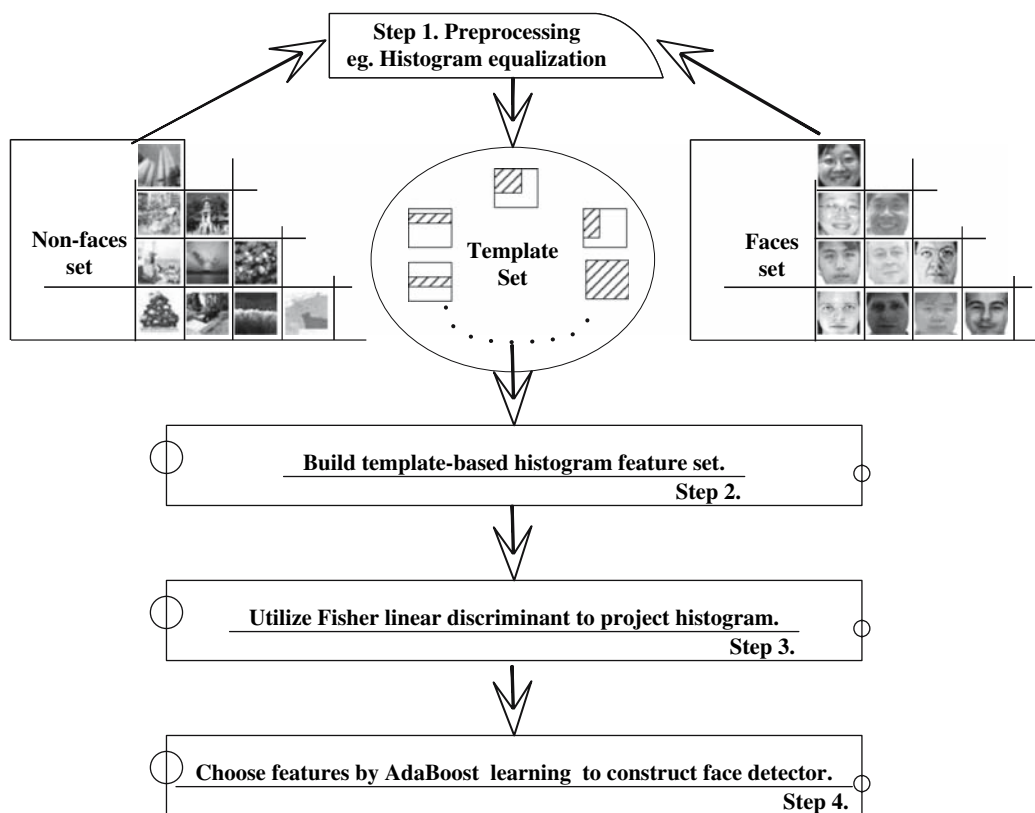 Step 1. Preprocessing
eg. Histogram equalization
Non-faces
set
Template
Set
Faces
set
Build template-based histogram feature set.
Step 2.
Utilize Fisher linear discriminant to project histogram.
Step 3.
Choose features by AdaBoost learning to construct face detector.
Step 4.